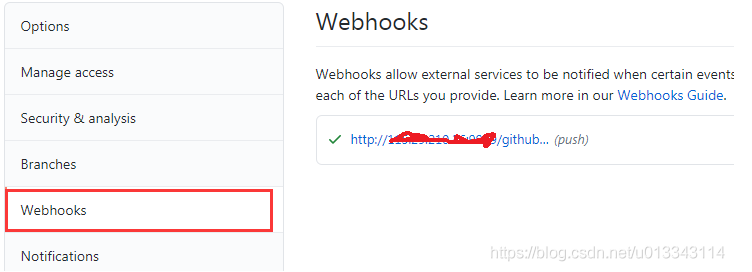 Options
Manage access
Security & analysis
Branches
Webhooks
Notifications
Webhooks
Webhooks allow external services to be notified when certain events
each of the URLs you provide. Learn more in our Webhooks Guide.
http:// /github... (push)
https://blog.csdn.net/u013343114